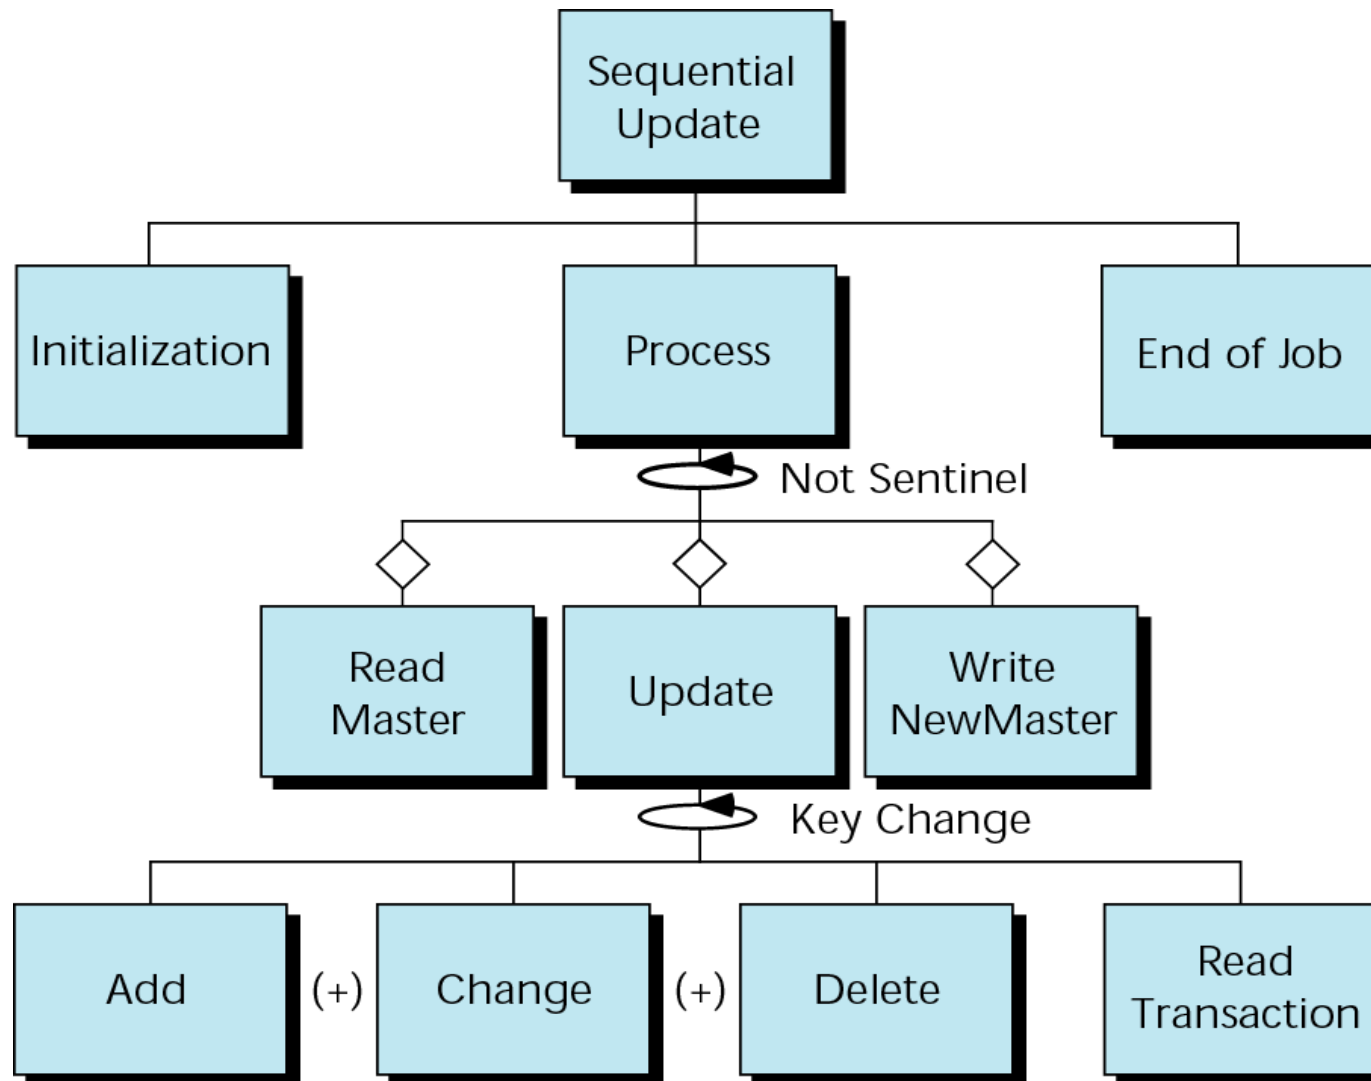 Sequential
Update
Initialization
Process
End of Job
Not Sentinel
Read
Master
Update
Write
NewMaster
Key Change
Add
(+)
Change
(+)
Delete
Read
Transaction